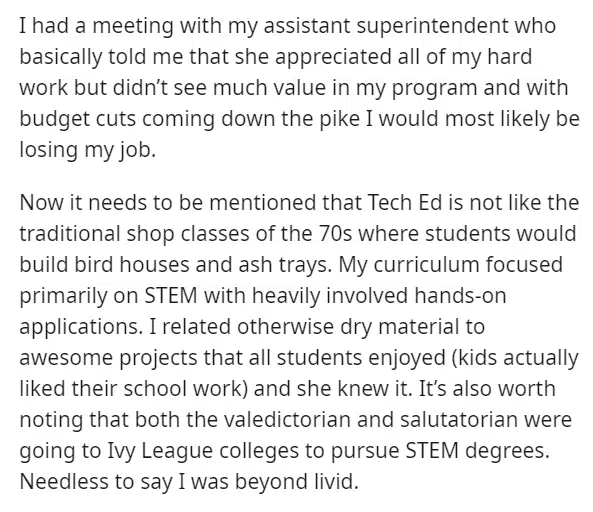 I had a meeting with my assistant superintendent who
basically told me that she appreciated all of my hard
work but didn’t see much value in my program and with
budget cuts coming down the pike I would most likely be
losing my job.
Now it needs to be mentioned that Tech Ed is not like the
traditional shop classes of the 70s where students would
build bird houses and ash trays. My curriculum focused
primarily on STEM with heavily involved hands-on
applications. I related otherwise dry material to
awesome projects that all students enjoyed (kids actually
liked their school work) and she knew it. It’s also worth
noting that both the valedictorian and salutatorian were
going to Ivy League colleges to pursue STEM degrees.
Needless to say I was beyond livid.